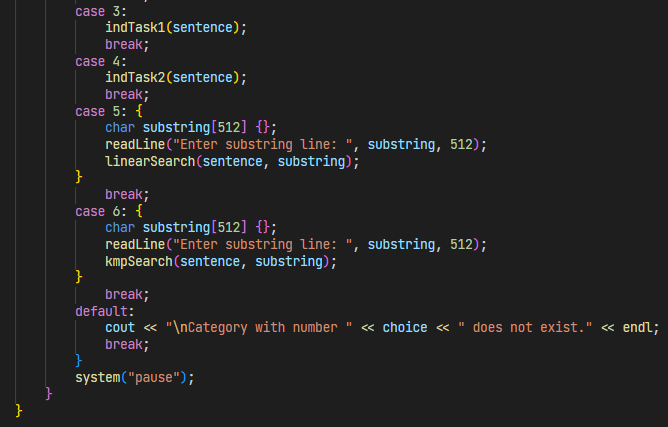 case 3:
indTask1(sentence);
break;
case 4:
indTask2(sentence);
break;
case 5: {
char substring[512] {};
readLine("Enter substring line: ", substring, 512);
linearSearch(sentence, substring);
}
break;
case 6: {
char substring[512] {};
readLine("Enter substring line: ", substring, 512);
kmpSearch(sentence, substring);
}
break;
default:
cout << "\nCategory with number " << choice << " does not exist." << endl;
break;
}
system("pause");
}
}